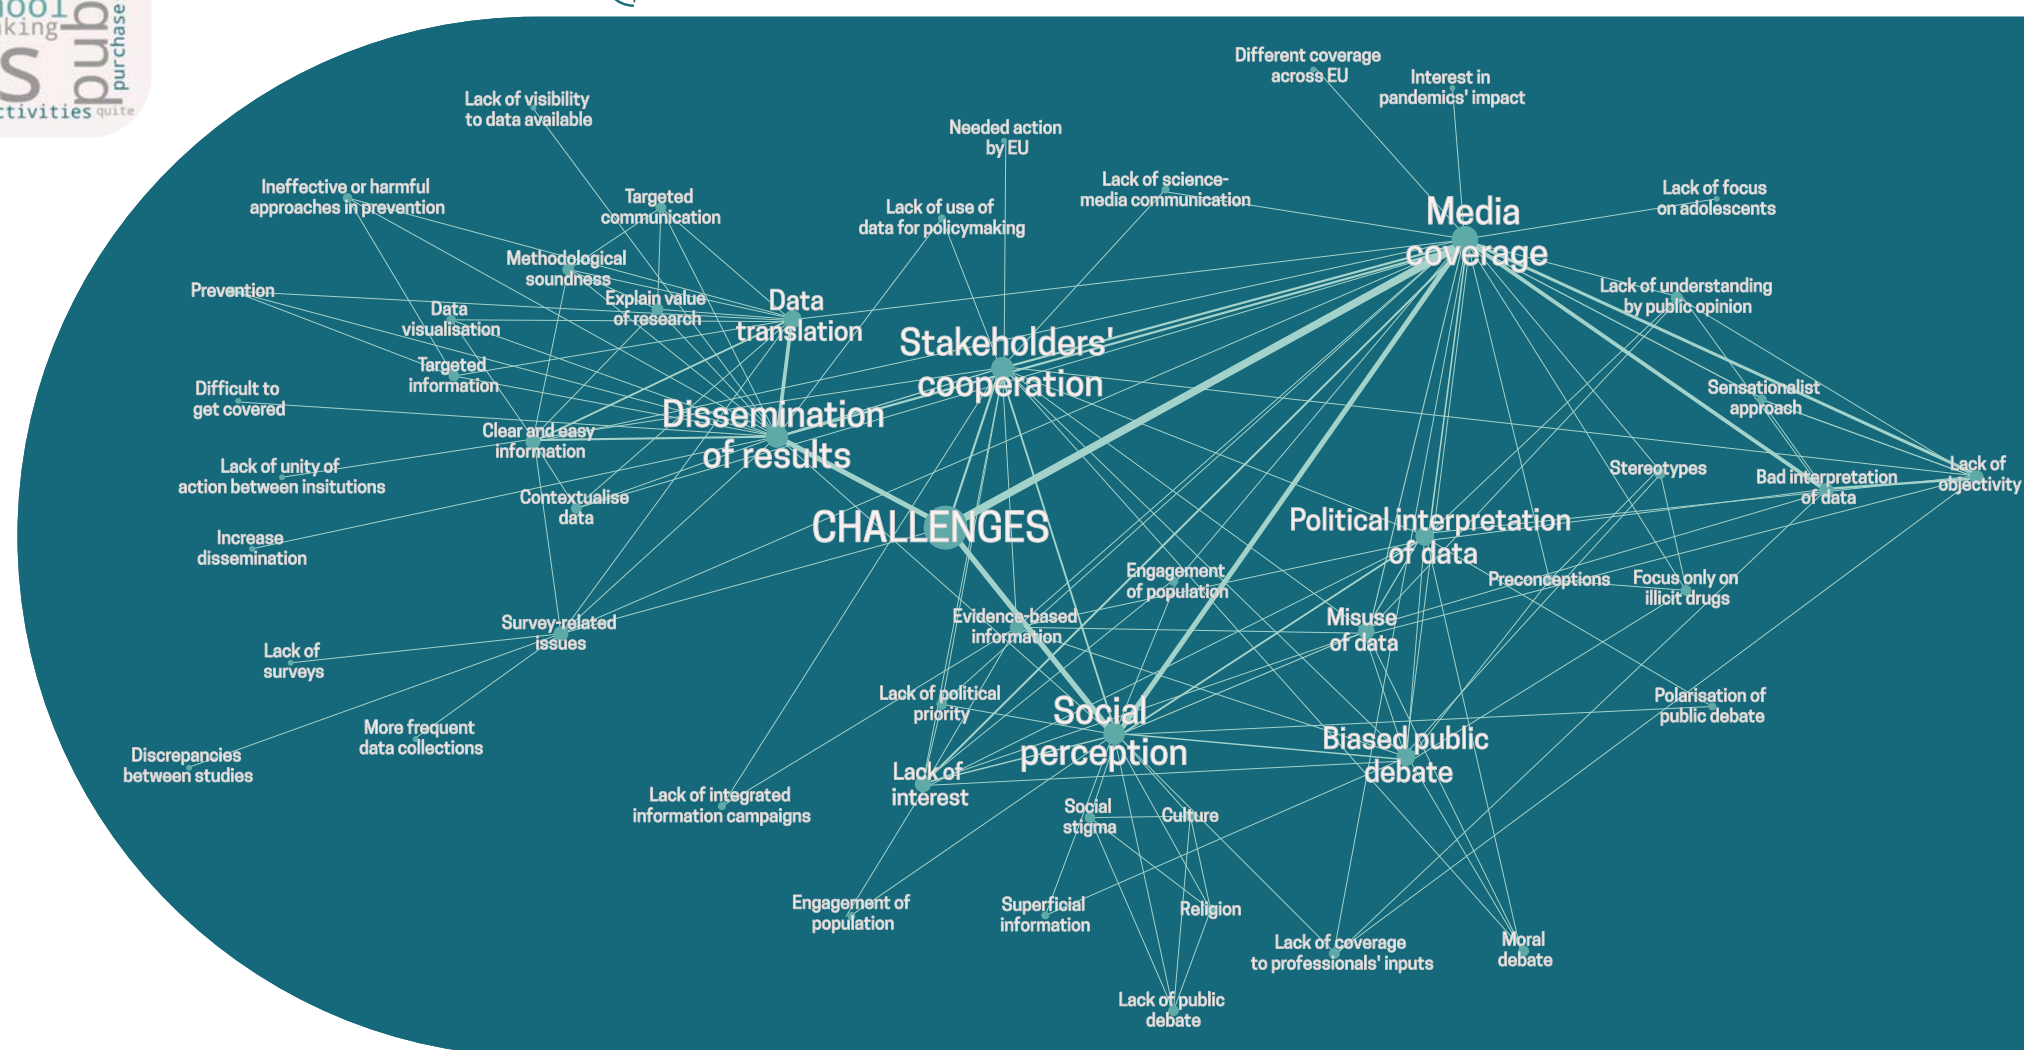 king
pub
purchase
s
ctivities quite
Different coverage
across EU
Interest in
pandemics' impact
Lack of visibility
to data available
Needed action
by EU
Lack of science-
media communication
Ineffective or harmful
approaches in prevention
Targeted
communication
Lack of use of
data for policymaking
Media
coverage
Lack of focus
on adolescents
Methodological
soundness
Prevention
Data
visualisation
Explain value
of research
Data
translation
Lack of understanding
by public opinion
Stakeholders'
cooperation
Targeted
information
Difficult to
get covered
Sensationalist
approach
Dissemination
of results
Clear and easy
information
Lack of unity of
action between insitutions
Stereotypes
Bad interpretation
of data
Lack of
objectivity
Contextualise
data
CHALLENGES
Political interpretation
of data
Increase
dissemination
Engagement
of population
Preconceptions
Focus only on
illicit drugs
Survey-related
issues
Evidence-based
information
Misuse
of data
Lack of
surveys
Lack of political
priority
Social
perception
Polarisation of
public debate
More frequent
data collections
Biased public
debate
Discrepancies
between studies
Lack of
interest
Lack of integrated
information campaigns
Social
stigma
Culture
Engagement of
population
Superficial
information
Religion
Lack of coverage
to professionals' inputs
Moral
debate
Lack of public
debate